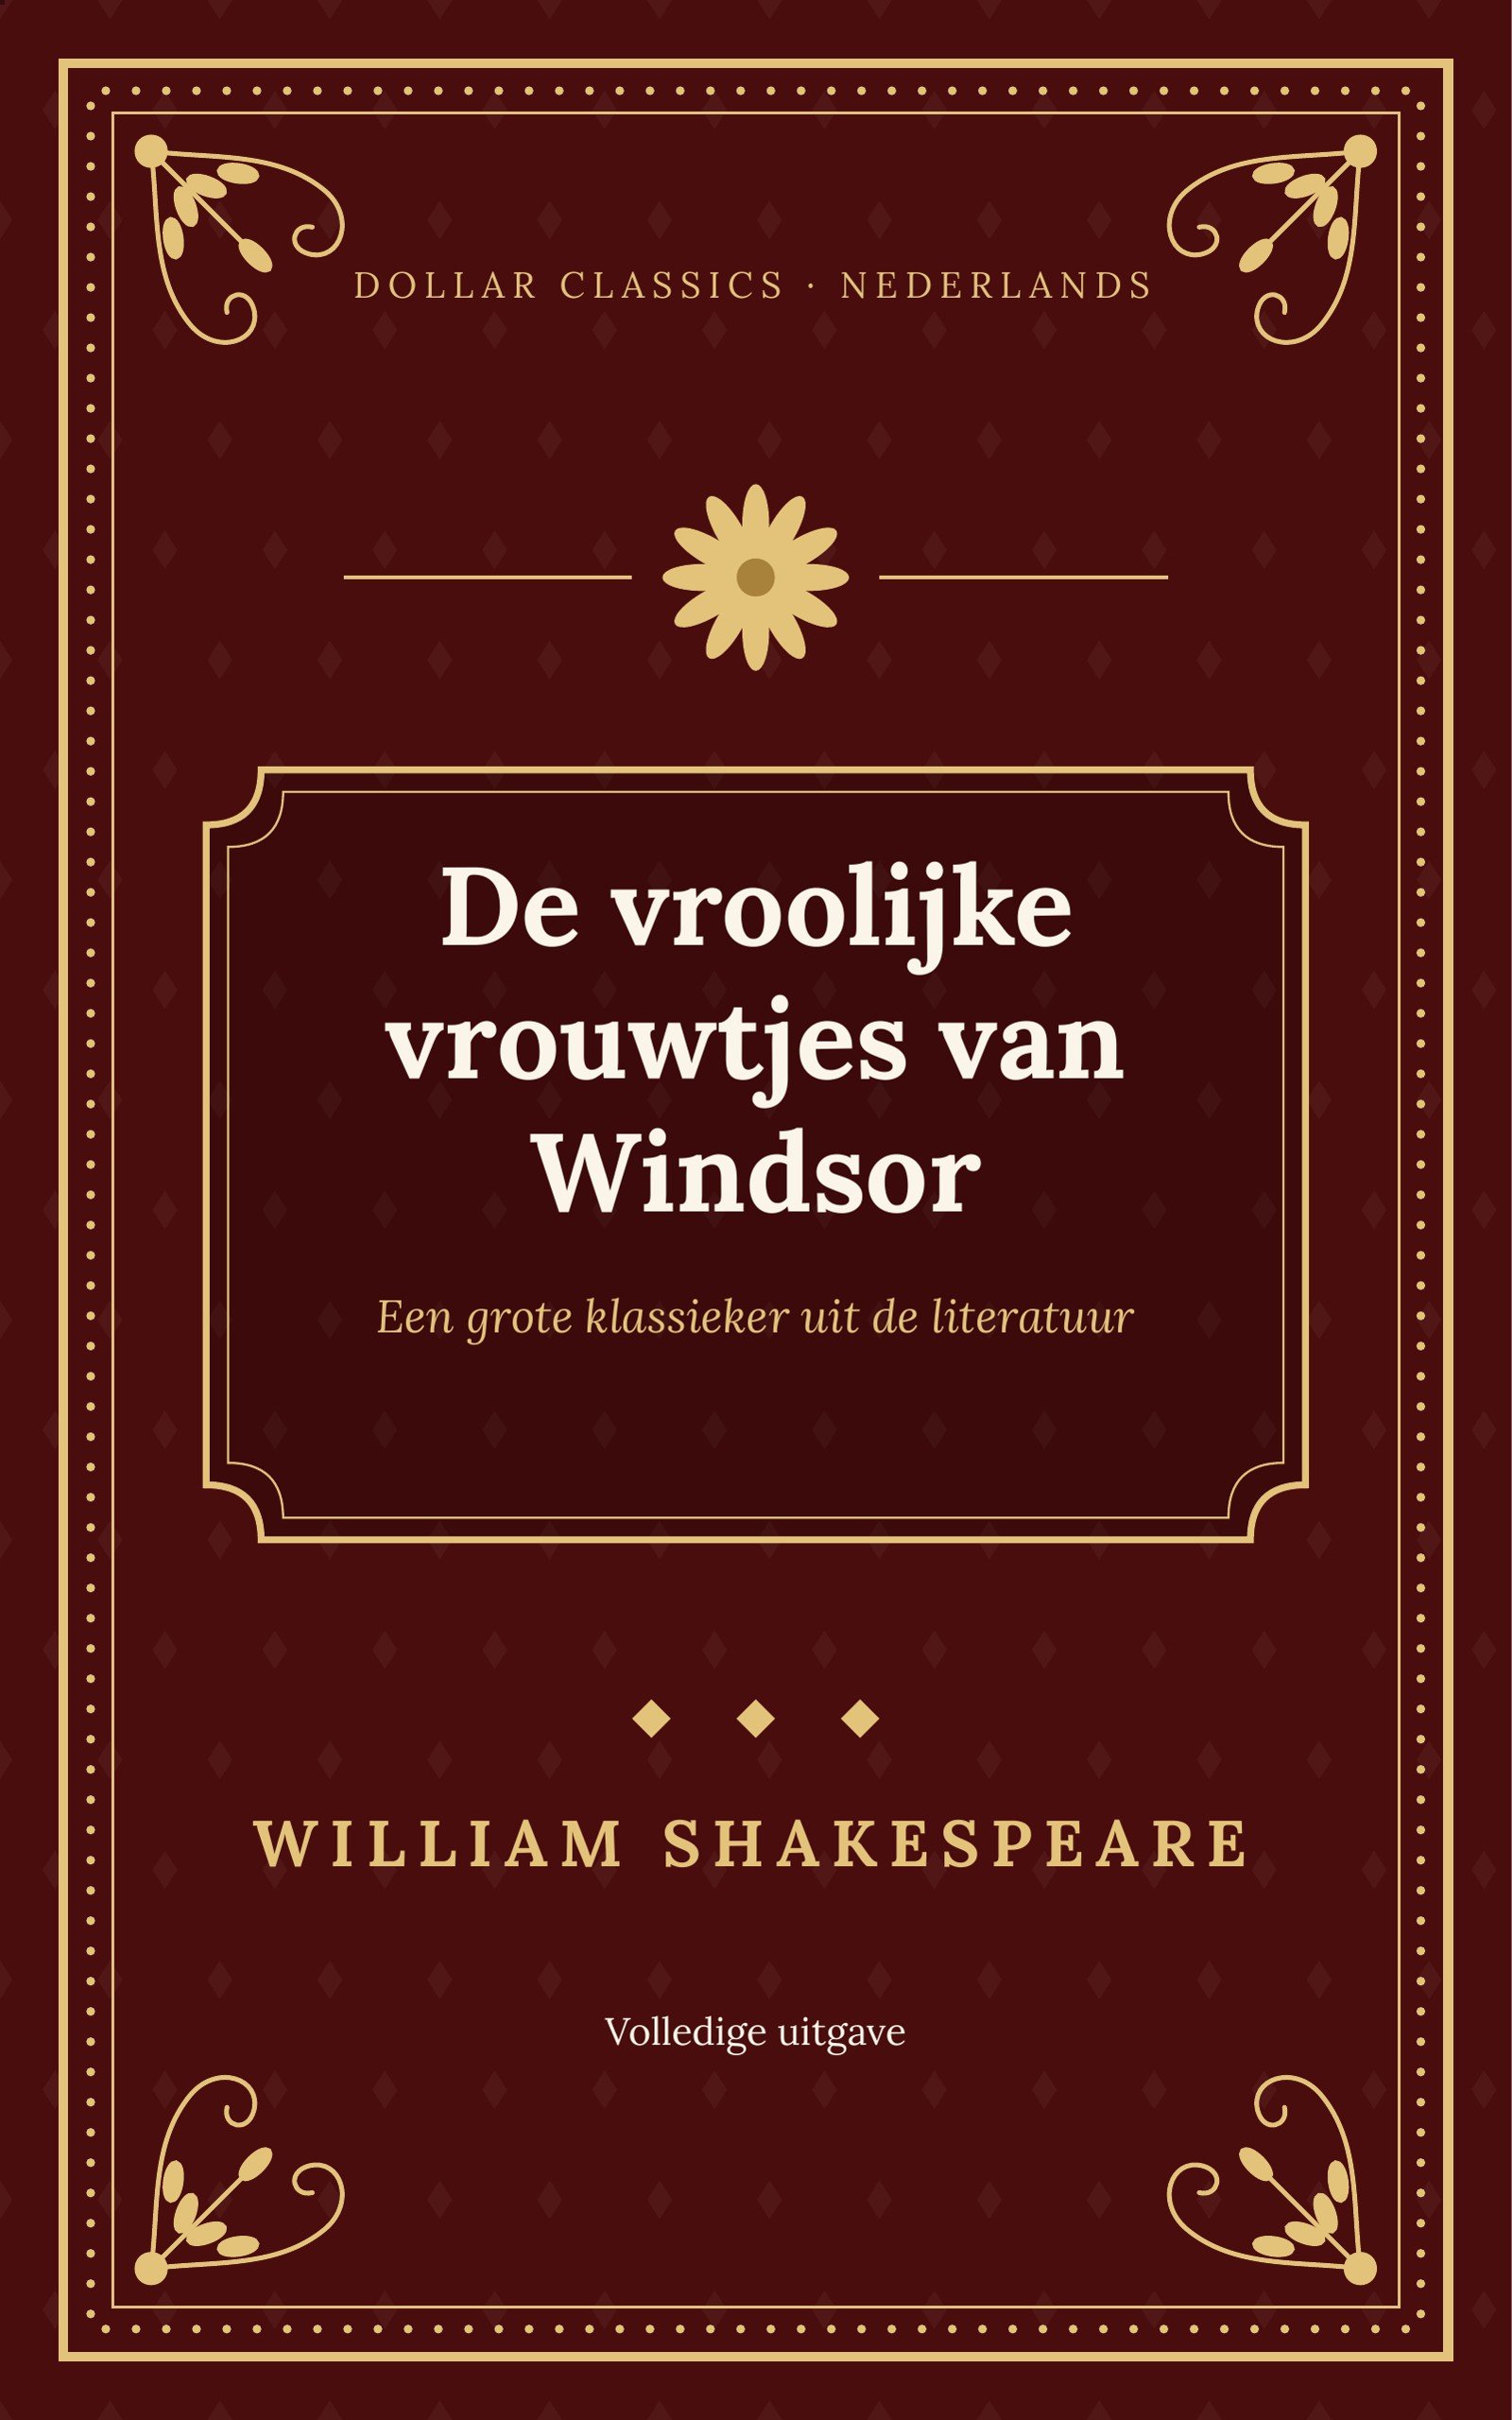 DOLLAR CLASSICS · NEDERLANDS
De vroolijke
vrouwtjes van
Windsor
Een grote klassieker uit de literatuur
WILLIAM SHAKESPEARE
Volledige uitgave